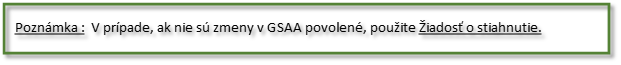 Poznámka : V prípade, ak nie sú zmeny v GSAA povolené, použite Žiadosť o stiahnutie.